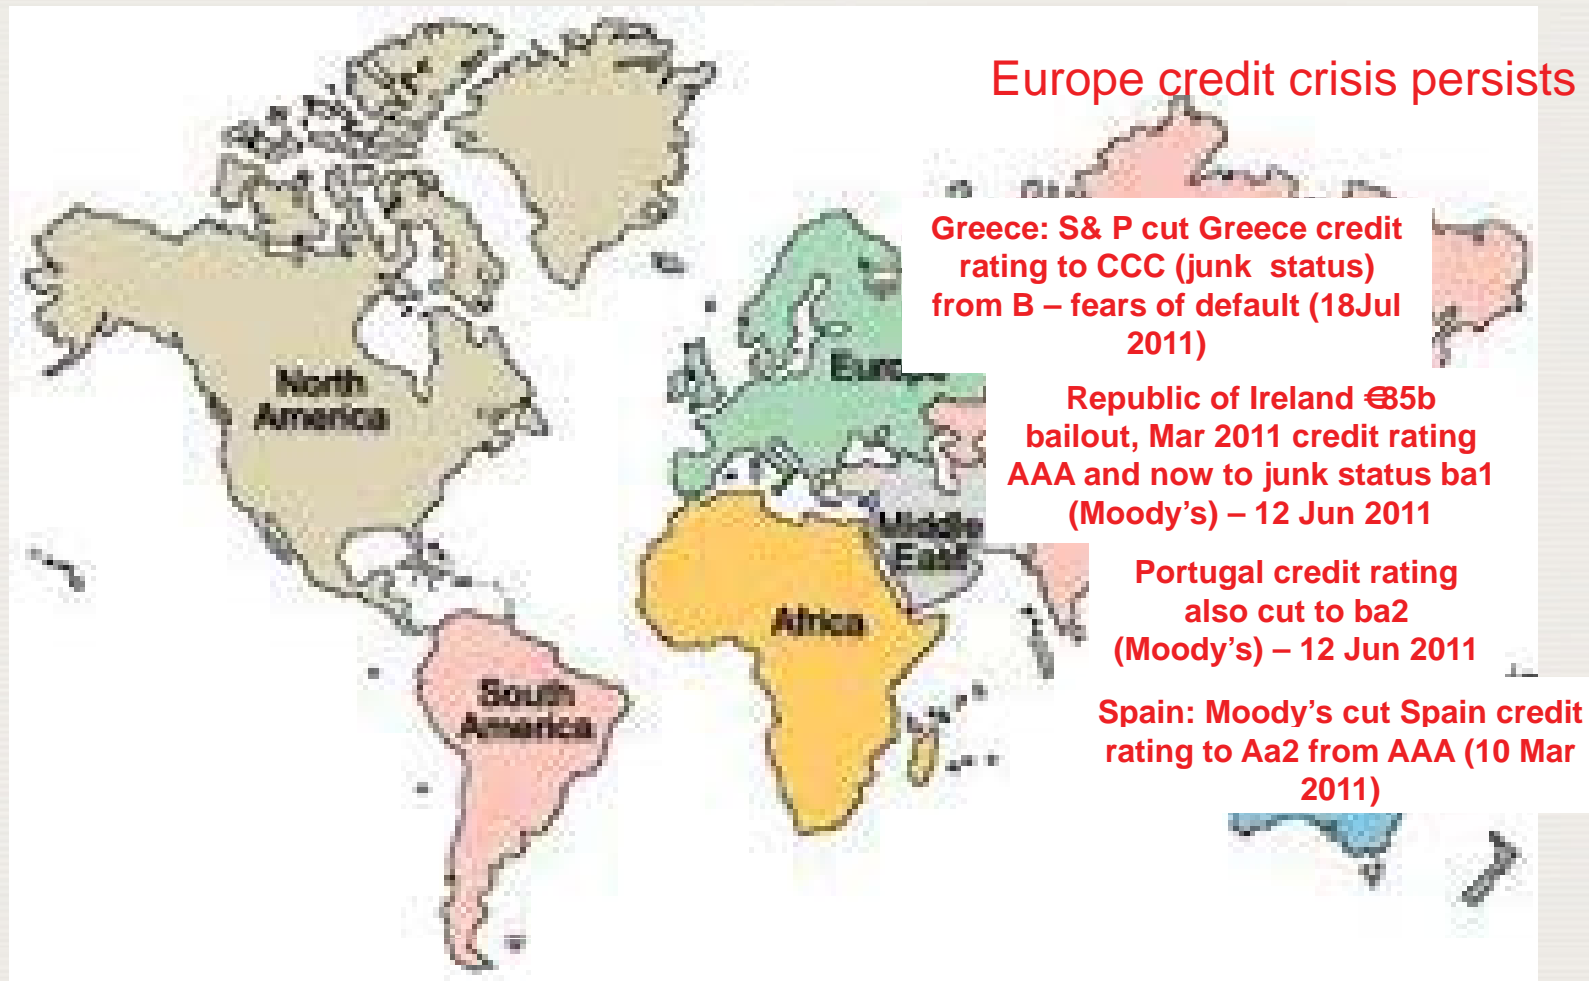 Europe credit crisis persists
Greece: S& P cut Greece credit
rating to CCC (junk status)
from B – fears of default (18Jul
2011)
Europe
North
America
Republic of Ireland €85b
bailout, Mar 2011 credit rating
AAA and now to junk status ba1
(Moody’s) – 12 Jun 2011
Middle
East
Portugal credit rating
also cut to ba2
(Moody’s) – 12 Jun 2011
Africa
South
America
Spain: Moody’s cut Spain credit
rating to Aa2 from AAA (10 Mar
2011)